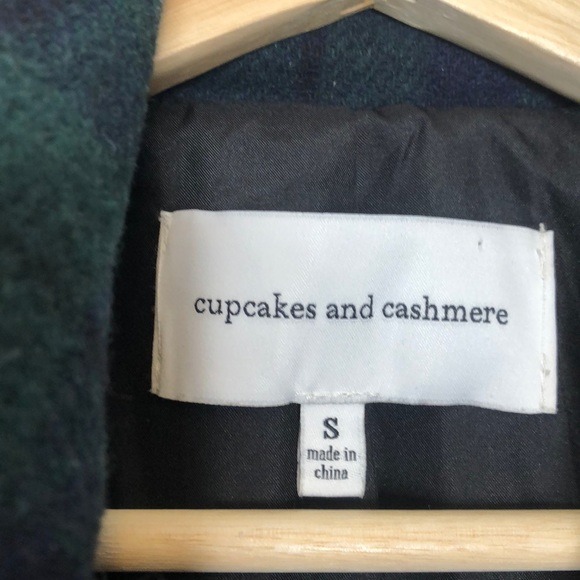 cupcakes and cashmere
S
made in
china